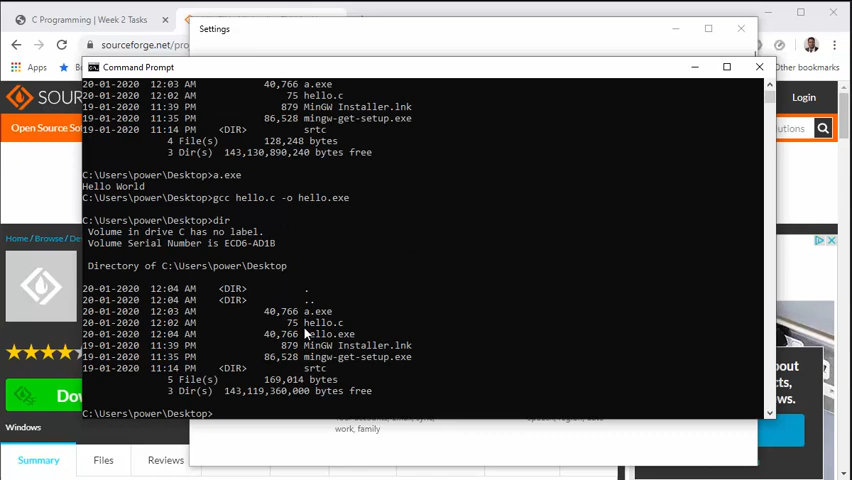 C Programming | Week 2 Tasks
Settings
sourceforge.net/pro
Apps
Other bookmarks
Command Prompt
Login
Open Source
20-01-2020 12:03 AM 40,766 a.exe
20-01-2020 12:02 AM 75 hello.c
19-01-2020 11:39 PM 879 MinGW Installer.lnk
19-01-2020 11:35 PM 86,528 mingw-get-setup.exe
19-01-2020 11:14 PM <DIR> srtc
4 File(s) 128,248 bytes
3 Dir(s) 143,130,890,240 bytes free
C:\Users\power\Desktop>a.exe
Hello World
C:\Users\power\Desktop>gcc hello.c -o hello.exe
C:\Users\power\Desktop>dir
Volume in drive C has no label.
Volume Serial Number is ECD6-AD1B
Directory of C:\Users\power\Desktop
20-01-2020 12:04 AM <DIR> .
20-01-2020 12:04 AM <DIR> ..
20-01-2020 12:03 AM 40,766 a.exe
20-01-2020 12:02 AM 75 hello.c
20-01-2020 12:04 AM 40,766 hello.exe
19-01-2020 11:39 PM 879 MinGW Installer.lnk
19-01-2020 11:35 PM 86,528 mingw-get-setup.exe
19-01-2020 11:14 PM <DIR> srtc
5 File(s) 169,014 bytes
3 Dir(s) 143,119,360,000 bytes free
C:\Users\power\Desktop>
Home / Browse /
work, family
Windows
Summary
Files
Reviews